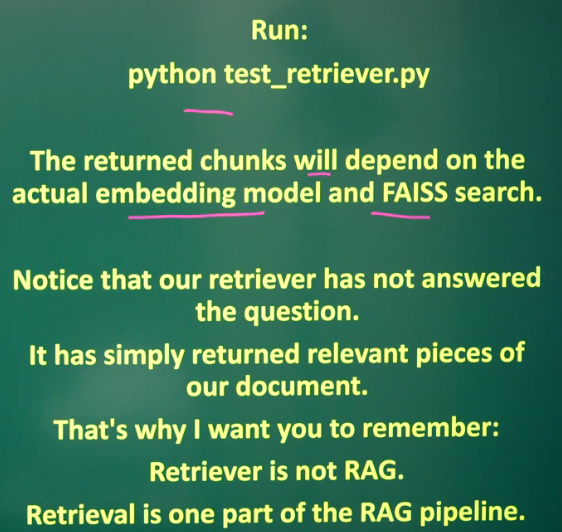 Run:
python test_retriever.py
The returned chunks will depend on the
actual embedding model and FAISS search.
Notice that our retriever has not answered
the question.
It has simply returned relevant pieces of
our document.
That's why I want you to remember:
Retriever is not RAG.
Retrieval is one part of the RAG pipeline.